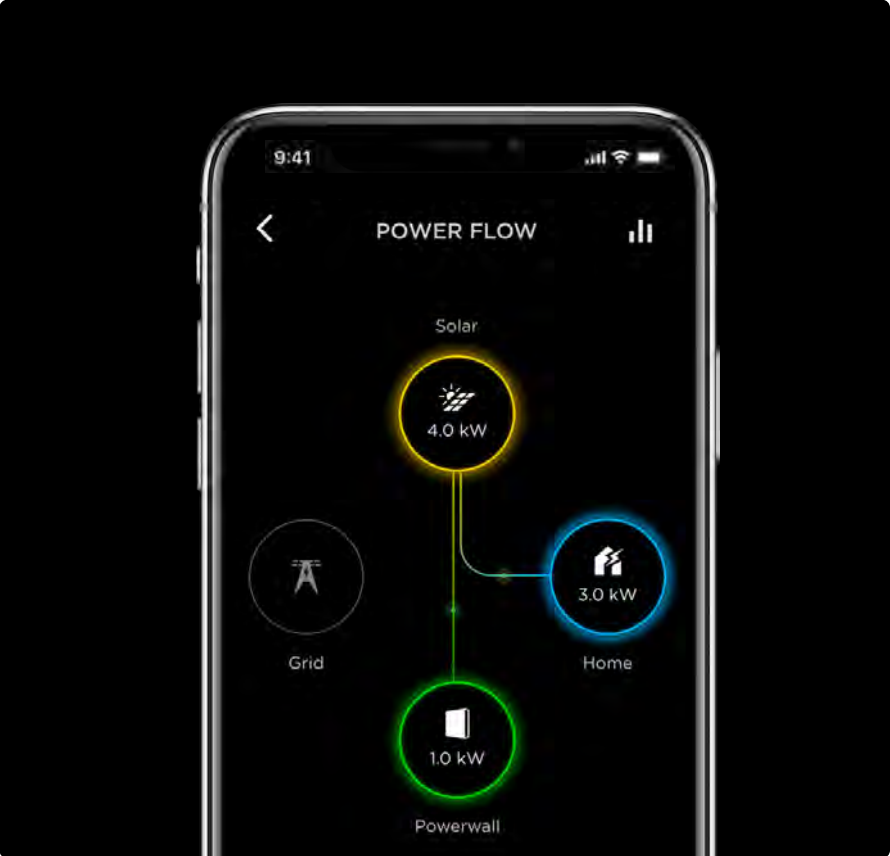 9:41
POWER FLOW
Solar
4.0 kW
3.0 kW
Grid
Home
1.0 kW
Powerwall